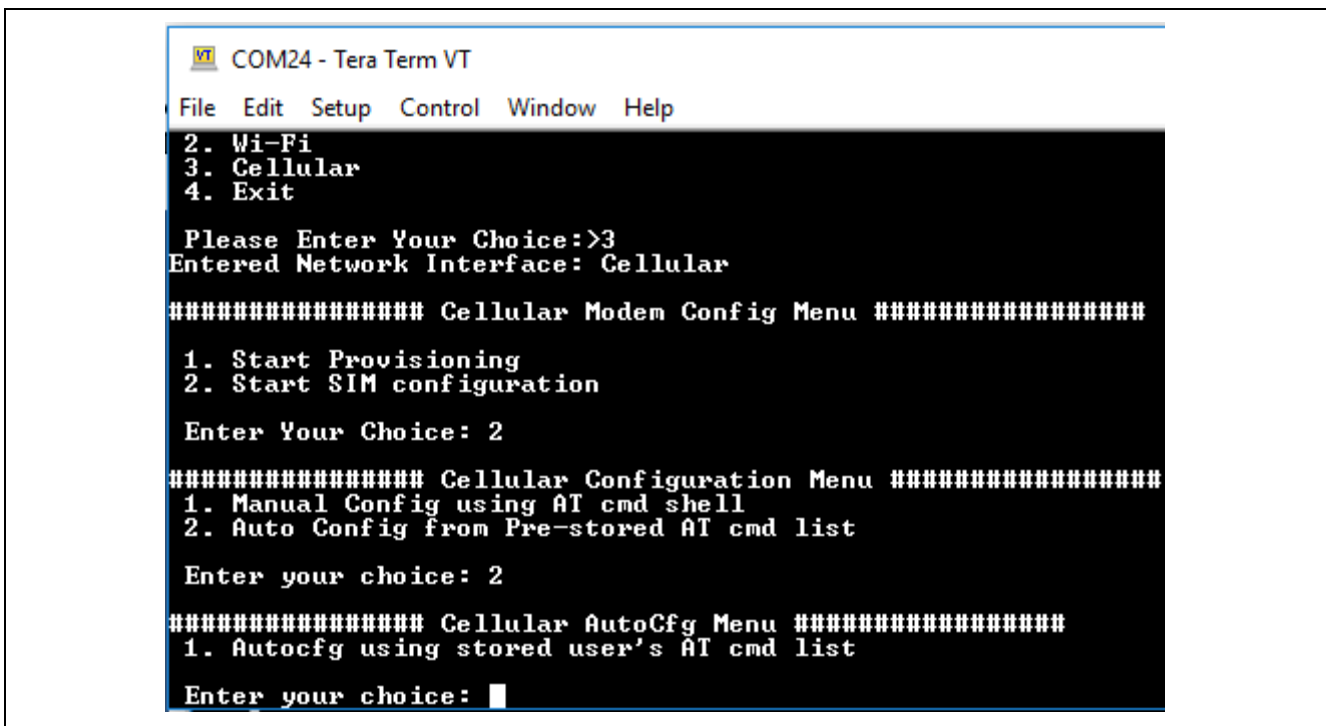 COM24 - Tera Term VT
File Edit Setup Control Window Help
2. Wi-Fi
3. Cellular
4. Exit
Please Enter Your Choice:>3
Entered Network Interface: Cellular
################ Cellular Modem Config Menu #################
1. Start Provisioning
2. Start SIM configuration
Enter Your Choice: 2
################ Cellular Configuration Menu #################
1. Manual Config using AT cmd shell
2. Auto Config from Pre-stored AT cmd list
Enter your choice: 2
################ Cellular AutoCfg Menu #################
1. Autocfg using stored user's AT cmd list
Enter your choice: